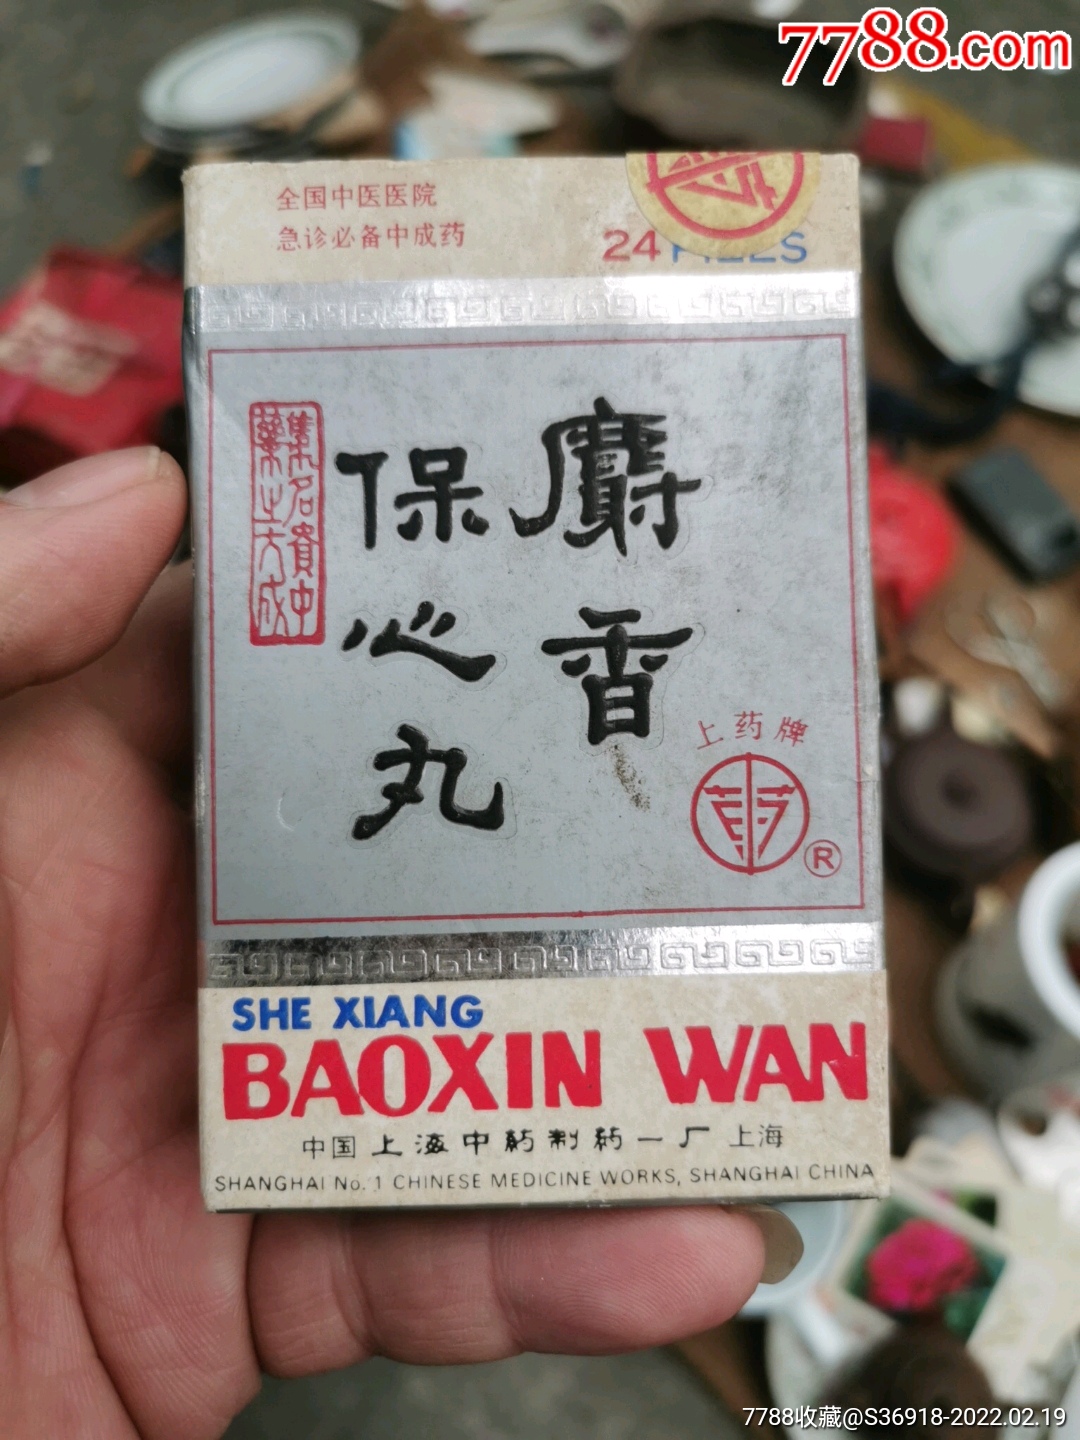 7788.com
全国中医医院
急诊必备中成药
24 PILLS
麝香
保心丸
集名貴中
藥之大成
上药牌
®
SHE XIANG
BAOXIN WAN
中国上海中药制药一厂 上海
SHANGHAI No. 1 CHINESE MEDICINE WORKS, SHANGHAI CHINA
7788收藏@S36918-2022.02.19